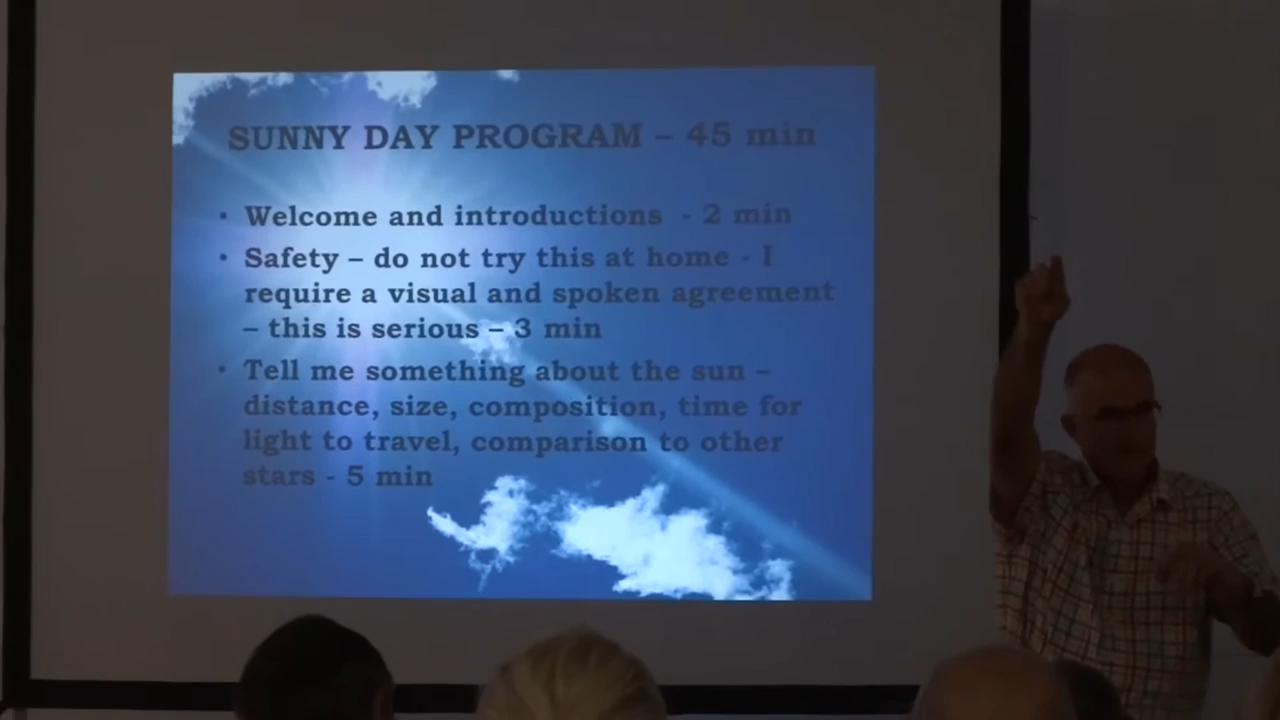 SUNNY DAY PROGRAM – 45 min
• Welcome and introductions - 2 min
• Safety – do not try this at home - I
require a visual and spoken agreement
– this is serious – 3 min
• Tell me something about the sun –
distance, size, composition, time for
light to travel, comparison to other
stars - 5 min